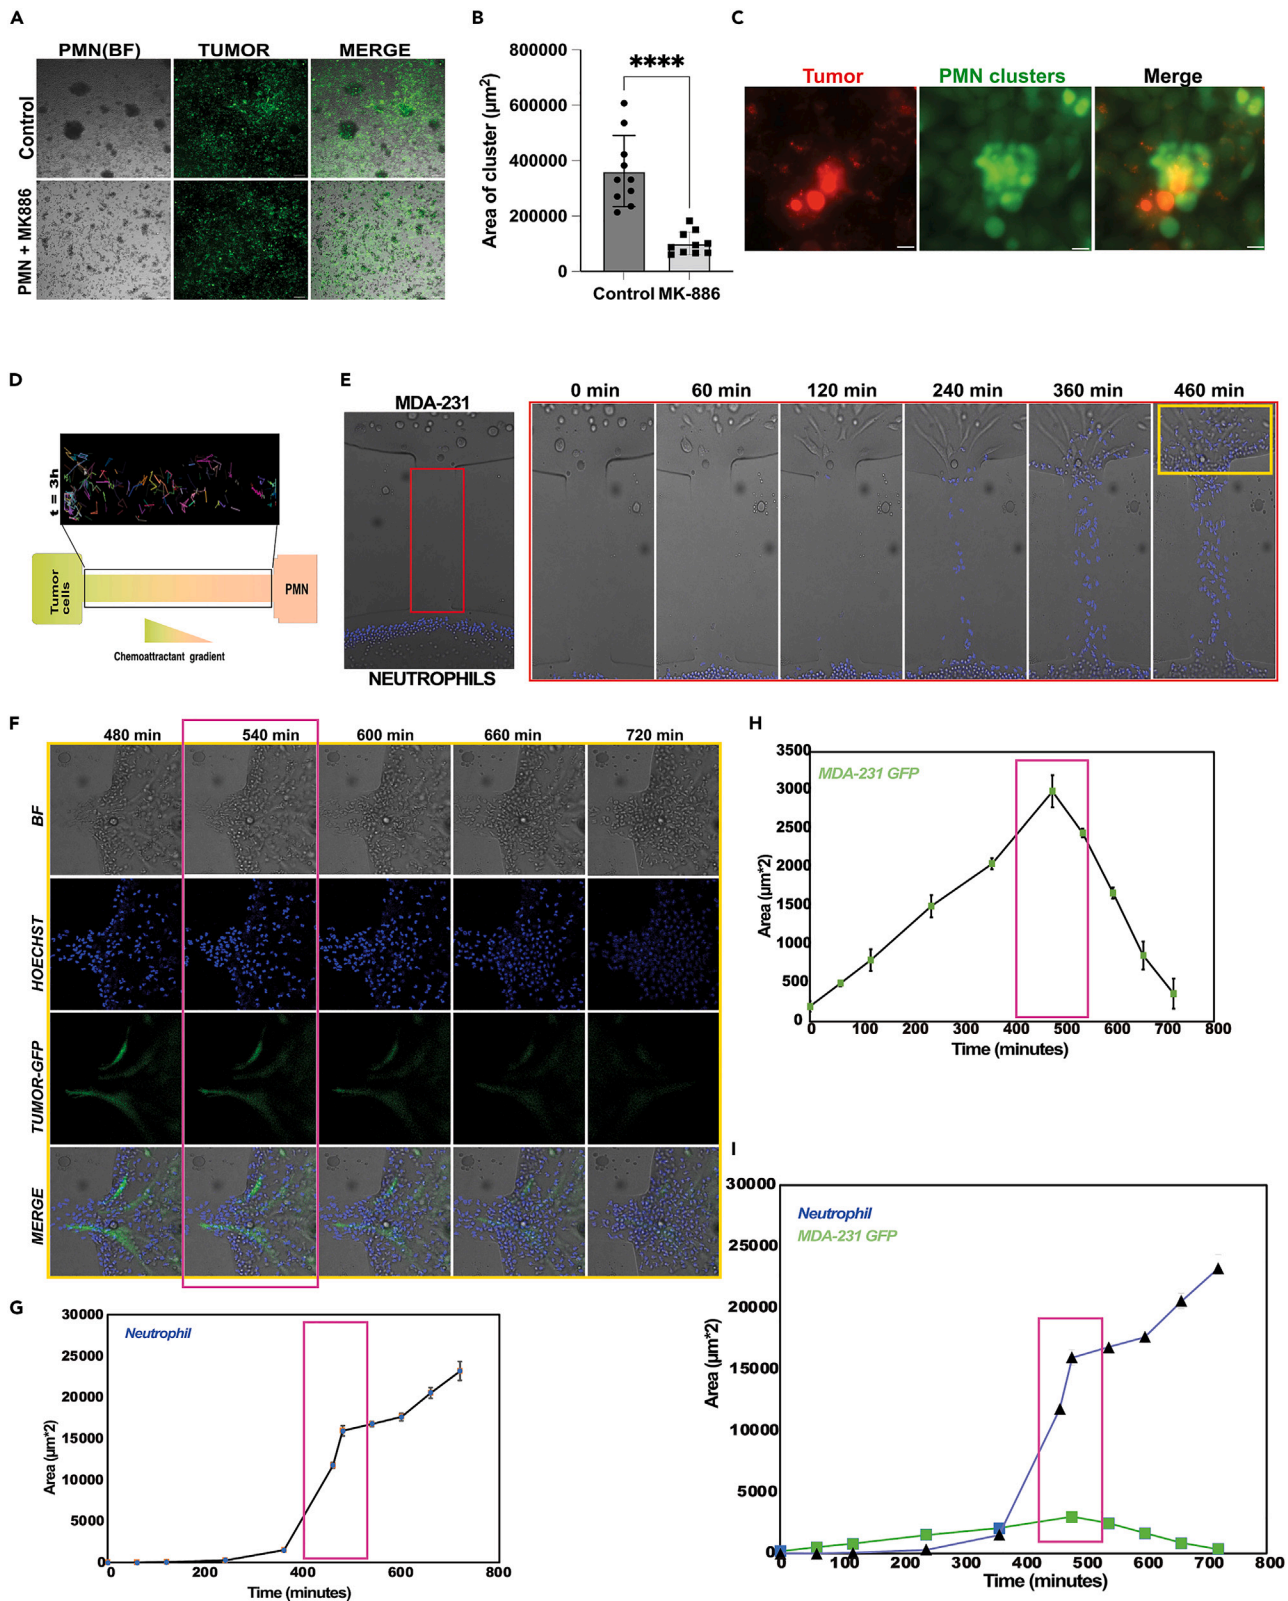 A
PMN(BF) TUMOR MERGE
Control
PMN + MK886
B
****
Area of cluster (µm²)
800000
600000
400000
200000
0
Control MK-886
C
Tumor PMN clusters Merge
D
t = 3h
Tumor cells
PMN
Chemoattractant gradient
E
MDA-231
NEUTROPHILS
0 min 60 min 120 min 240 min 360 min 460 min
F
480 min 540 min 600 min 660 min 720 min
BF
HOECHST
TUMOR-GFP
MERGE
G
Neutrophil
Area (µm*2)
30000
25000
20000
15000
10000
5000
0
0 200 400 600 800
Time (minutes)
H
MDA-231 GFP
Area (µm*2)
3500
3000
2500
2000
1500
1000
500
0
0 100 200 300 400 500 600 700 800
Time (minutes)
I
Neutrophil
MDA-231 GFP
Area (µm*2)
30000
25000
20000
15000
10000
5000
0
0 100 200 300 400 500 600 700 800
Time (minutes)